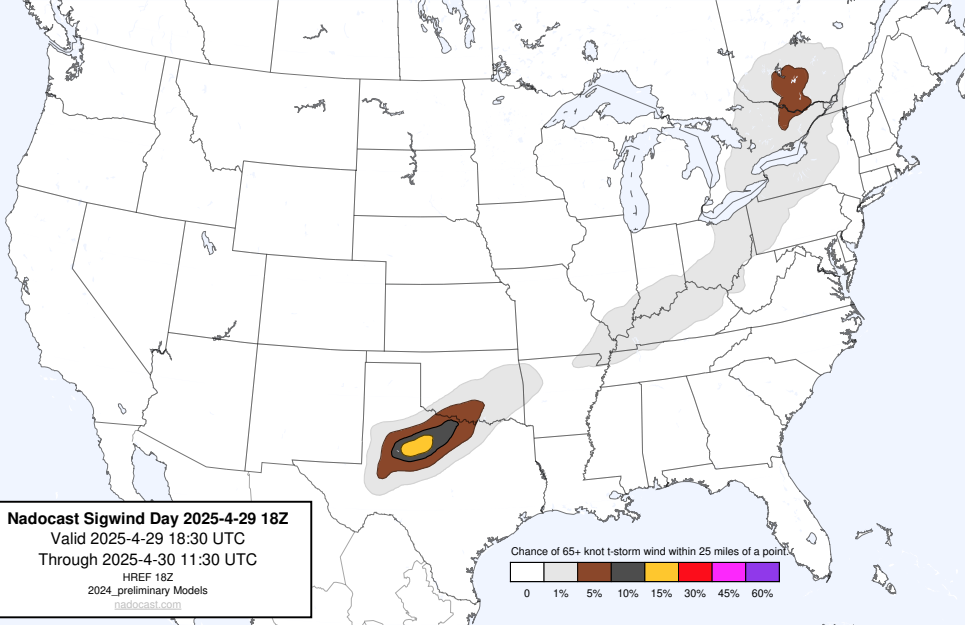 Nadocast Sigwind Day 2025-4-29 18Z
Valid 2025-4-29 18:30 UTC
Through 2025-4-30 11:30 UTC
HREF 18Z
2024_preliminary Models
nadocast.com
Chance of 65+ knot t-storm wind within 25 miles of a point.
0 1% 5% 10% 15% 30% 45% 60%